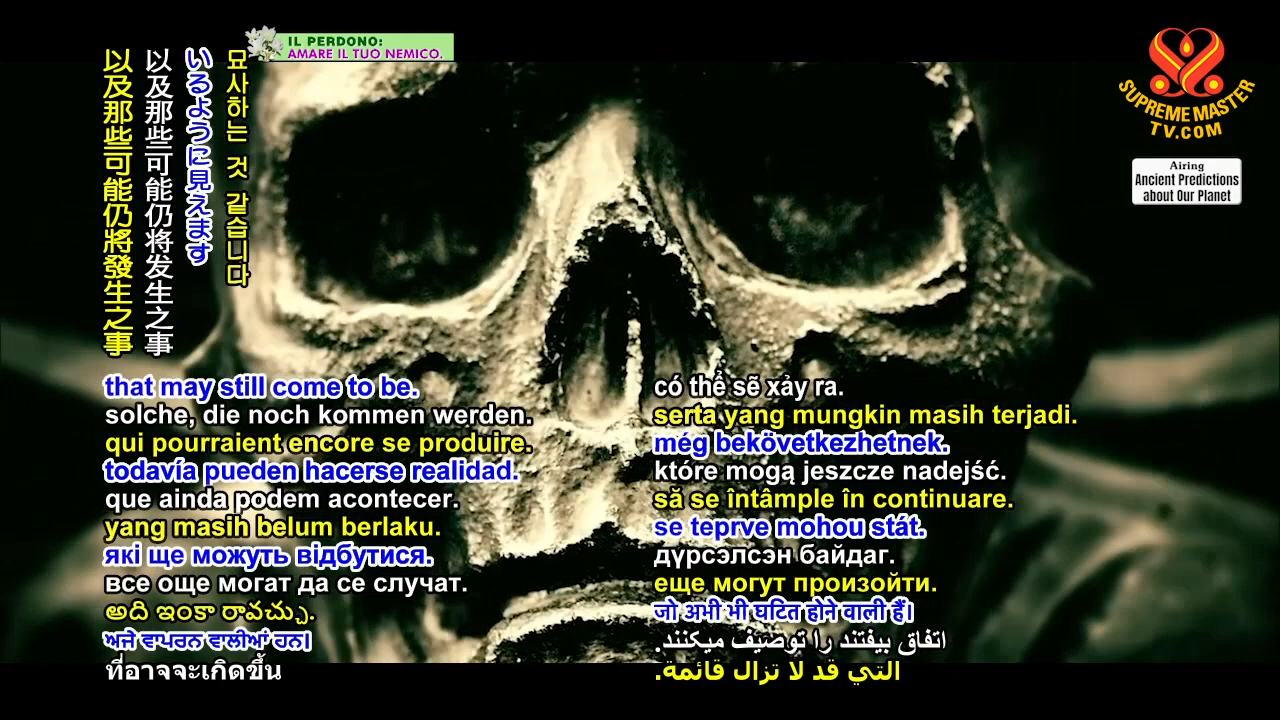 IL PERDONO:
AMARE IL TUO NEMICO.
SUPREME MASTER
TV.COM
Airing
Ancient Predictions
about Our Planet
묘사하는 것 같습니다
いるように見えます
以及那些可能仍将发生之事
以及那些可能仍將發生之事
that may still come to be.
solche, die noch kommen werden.
qui pourraient encore se produire.
todavía pueden hacerse realidad.
que ainda podem acontecer.
yang masih belum berlaku.
які ще можуть відбутися.
все още могат да се случат.
అది ఇంకా రావచ్చు.
ਅਜੇ ਵਾਪਰਨ ਵਾਲੀਆਂ ਹਨ।
ที่อาจจะเกิดขึ้น
có thể sẽ xảy ra.
serta yang mungkin masih terjadi.
még bekövetkezhetnek.
które mogą jeszcze nadejść.
să se întâmple în continuare.
se teprve mohou stát.
дүрсэлсэн байдаг.
еще могут произойти.
जो अभी भी घटित होने वाली हैं।
اتفاق بیفتند را توصیف میکنند.
التي قد لا تزال قائمة.